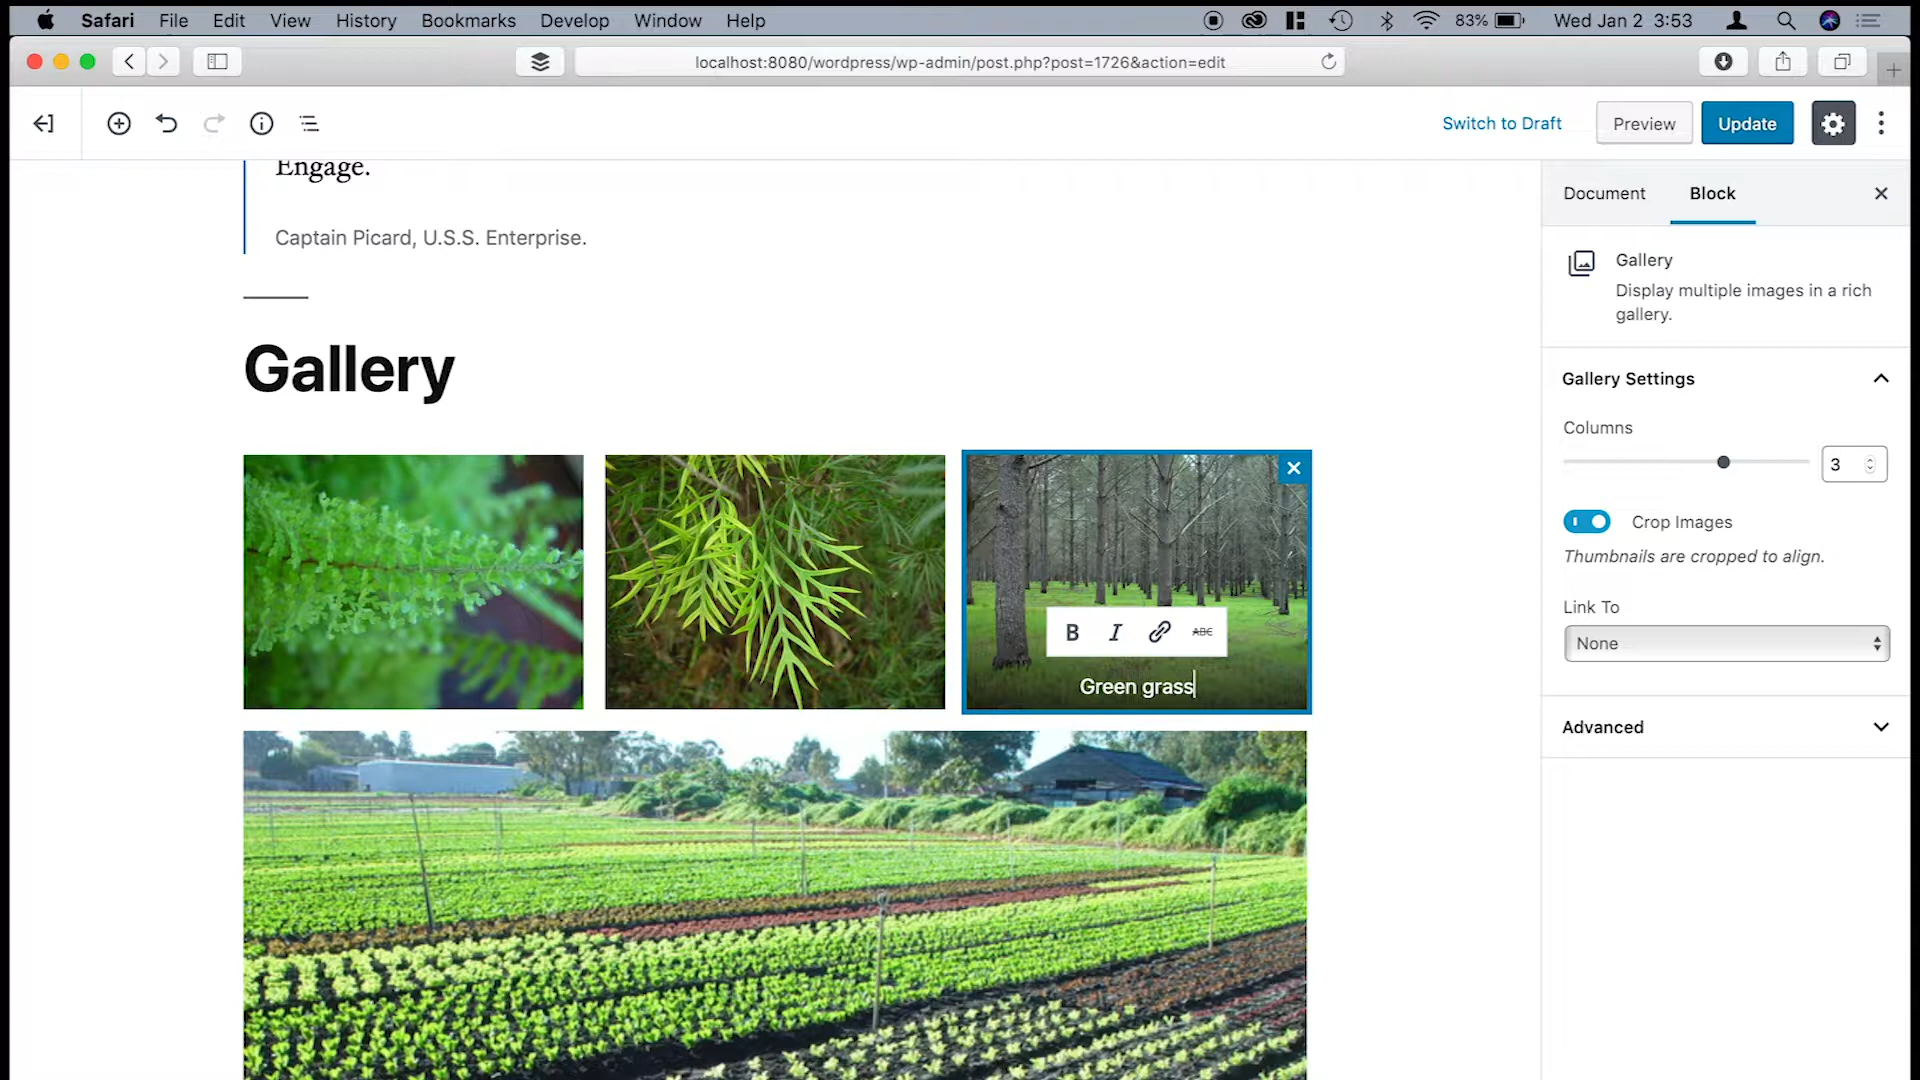 Safari File Edit View History Bookmarks Develop Window Help 83% Wed Jan 2 3:53
localhost:8080/wordpress/wp-admin/post.php?post=1726&action=edit
Switch to Draft Preview Update
Engage.
Captain Picard, U.S.S. Enterprise.
Gallery
B I ABC
Green grass
Document Block
Gallery
Display multiple images in a rich
gallery.
Gallery Settings
Columns
3
Crop Images
Thumbnails are cropped to align.
Link To
None
Advanced